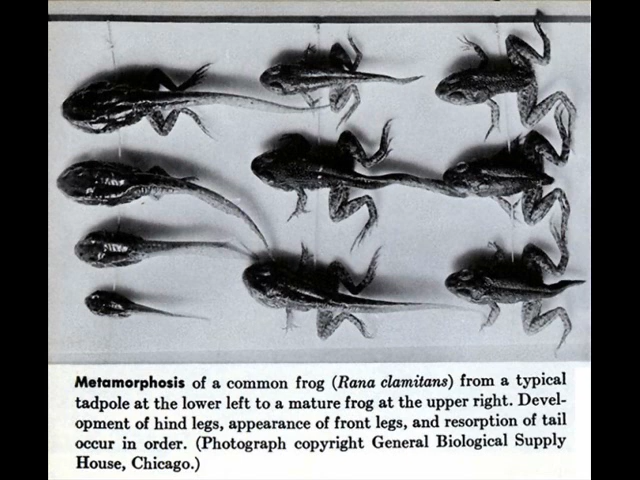 Metamorphosis of a common frog (Rana clamitans) from a typical
tadpole at the lower left to a mature frog at the upper right. Devel-
opment of hind legs, appearance of front legs, and resorption of tail
occur in order. (Photograph copyright General Biological Supply
House, Chicago.)